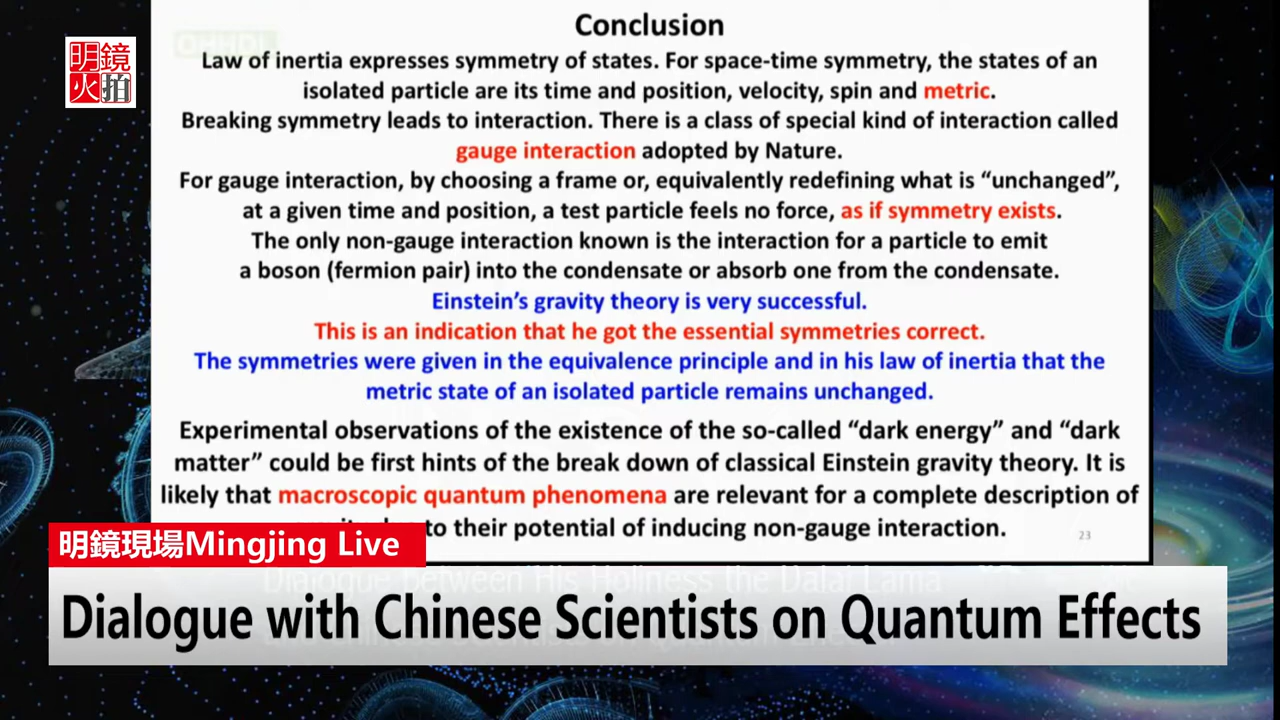 Conclusion
Law of inertia expresses symmetry of states. For space-time symmetry, the states of an
isolated particle are its time and position, velocity, spin and metric.
Breaking symmetry leads to interaction. There is a class of special kind of interaction called
gauge interaction adopted by Nature.
For gauge interaction, by choosing a frame or, equivalently redefining what is “unchanged”,
at a given time and position, a test particle feels no force, as if symmetry exists.
The only non-gauge interaction known is the interaction for a particle to emit
a boson (fermion pair) into the condensate or absorb one from the condensate.
Einstein’s gravity theory is very successful.
This is an indication that he got the essential symmetries correct.
The symmetries were given in the equivalence principle and in his law of inertia that the
metric state of an isolated particle remains unchanged.
Experimental observations of the existence of the so-called “dark energy” and “dark
matter” could be first hints of the break down of classical Einstein gravity theory. It is
likely that macroscopic quantum phenomena are relevant for a complete description of
to their potential of inducing non-gauge interaction.
23
明鏡
火拍
明鏡現場Mingjing Live
Dialogue between His Holiness the Dalai Lama
Dialogue with Chinese Scientists on Quantum Effects